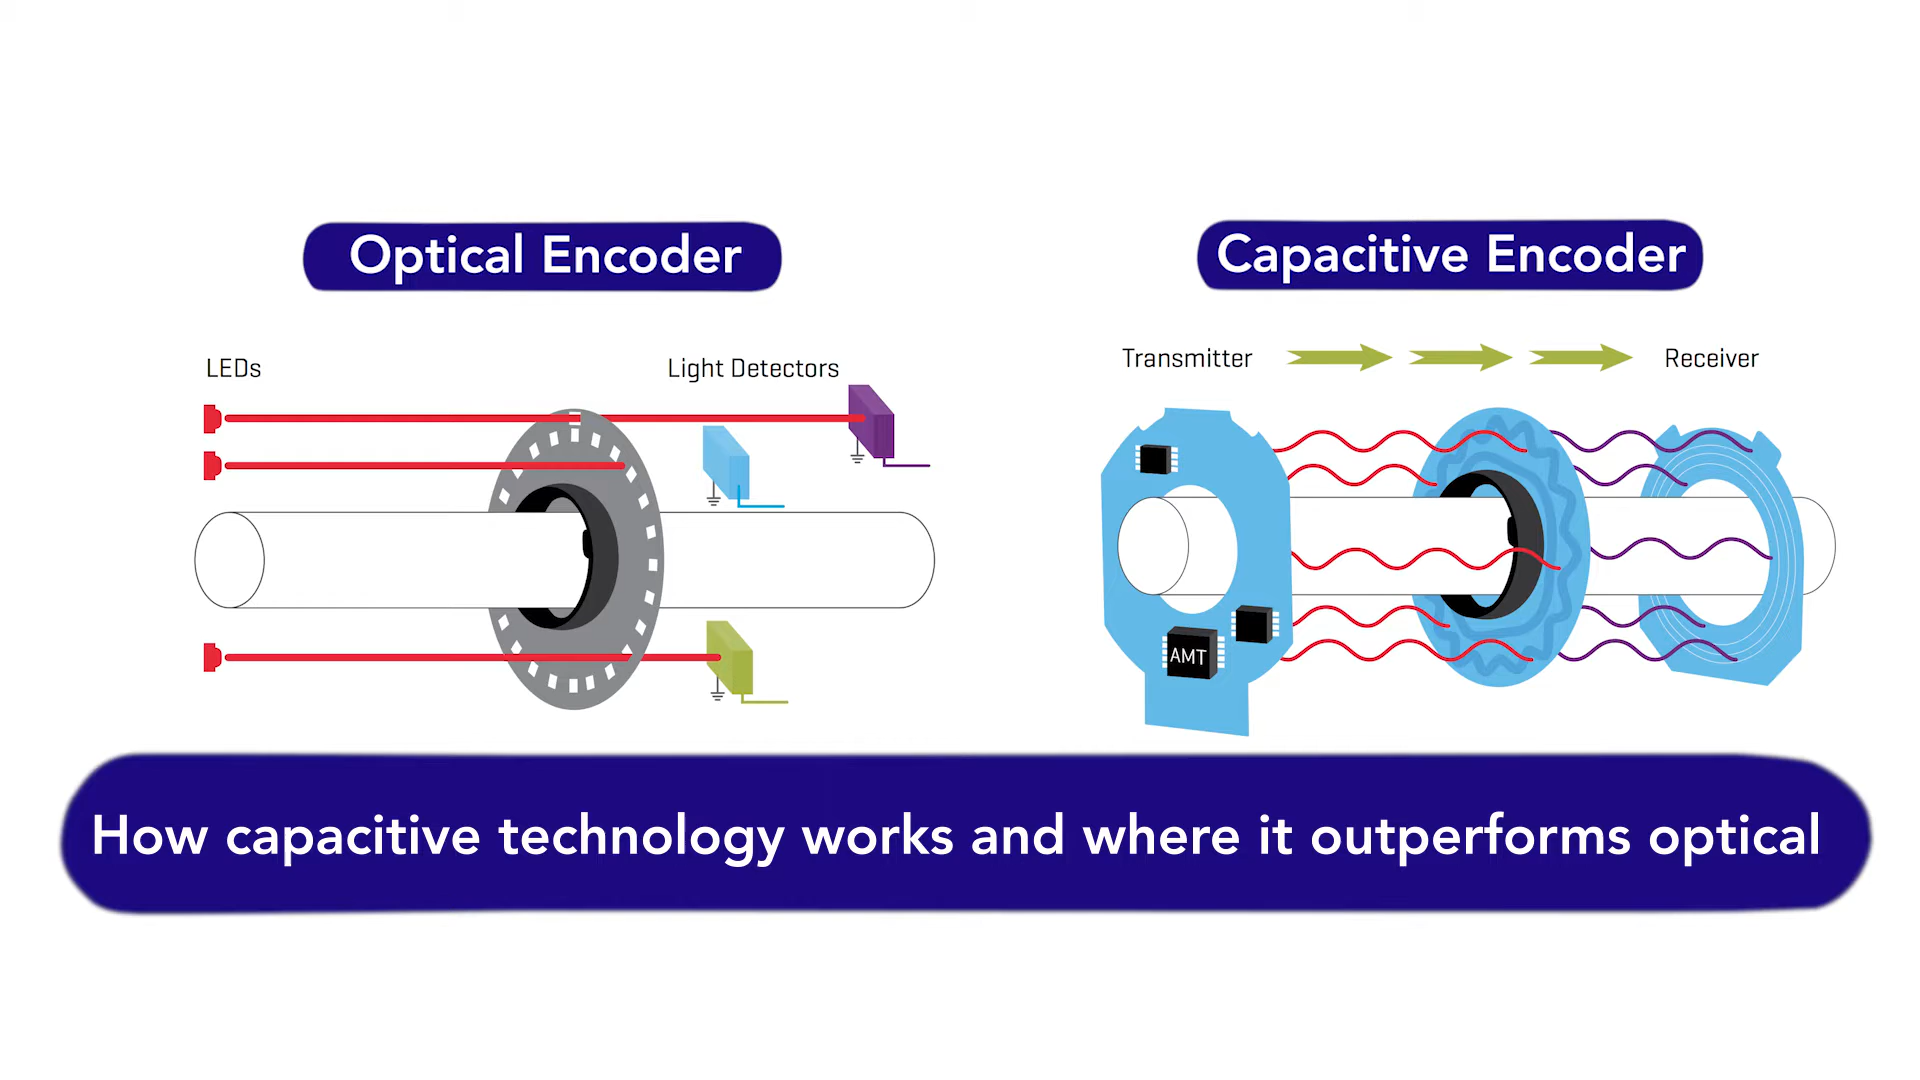 Optical Encoder
Capacitive Encoder
LEDs
Light Detectors
Transmitter
Receiver
AMT
How capacitive technology works and where it outperforms optical